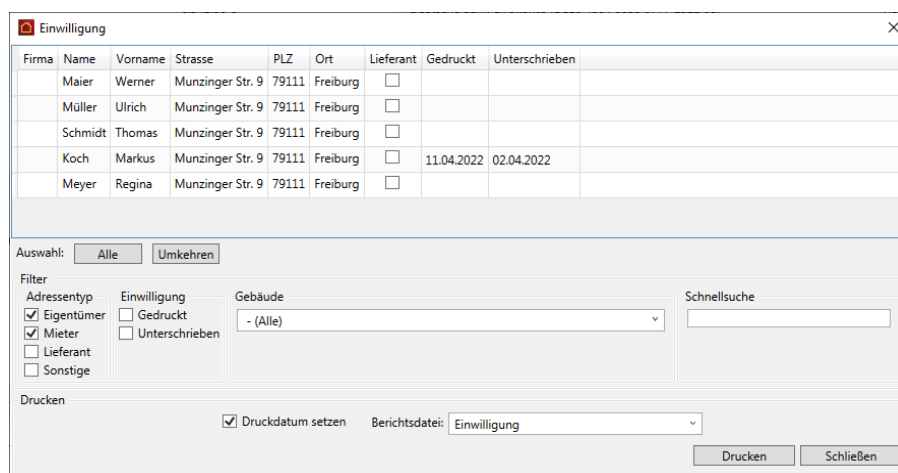 Einwilligung
Firma Name Vorname Strasse PLZ Ort Lieferant Gedruckt Unterschrieben
Maier Werner Munzinger Str. 9 79111 Freiburg
Müller Ulrich Munzinger Str. 9 79111 Freiburg
Schmidt Thomas Munzinger Str. 9 79111 Freiburg
Koch Markus Munzinger Str. 9 79111 Freiburg 11.04.2022 02.04.2022
Meyer Regina Munzinger Str. 9 79111 Freiburg
Auswahl: Alle Umkehren
Filter
Adressentyp Einwilligung Gebäude Schnellsuche
Eigentümer Gedruckt - (Alle)
Mieter Unterschrieben
Lieferant
Sonstige
Drucken
Druckdatum setzen Berichtsdatei: Einwilligung
Drucken Schließen